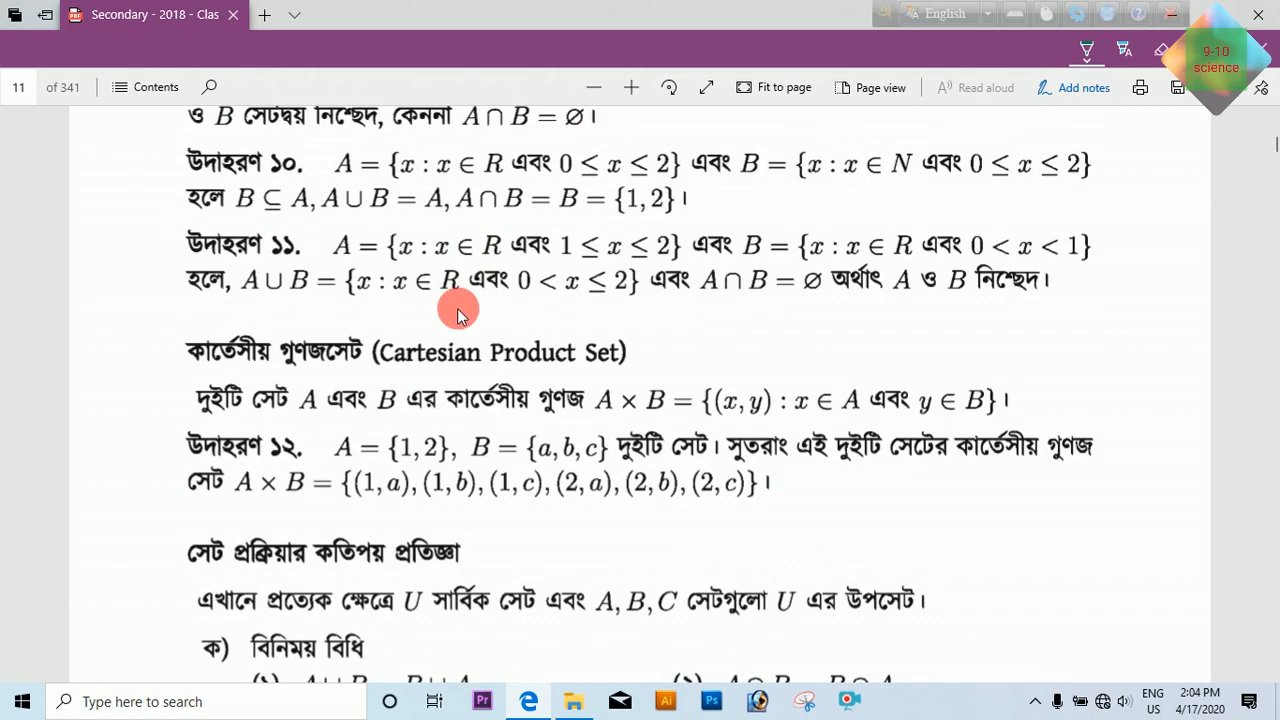 Secondary - 2018 - Clas
English
9-10
science
11 of 341
Contents
Fit to page
Page view
Read aloud
Add notes
ও B সেটদ্বয় নিশ্ছেদ, কেননা A ∩ B = ∅।
উদাহরণ ১০. A = {x : x ∈ R এবং 0 ≤ x ≤ 2} এবং B = {x : x ∈ N এবং 0 ≤ x ≤ 2}
হলে B ⊆ A, A ∪ B = A, A ∩ B = B = {1, 2}।
উদাহরণ ১১. A = {x : x ∈ R এবং 1 ≤ x ≤ 2} এবং B = {x : x ∈ R এবং 0 < x < 1}
হলে, A ∪ B = {x : x ∈ R এবং 0 < x ≤ 2} এবং A ∩ B = ∅ অর্থাৎ A ও B নিশ্ছেদ।
কার্তেসীয় গুণজসেট (Cartesian Product Set)
দুইটি সেট A এবং B এর কার্তেসীয় গুণজ A × B = {(x, y) : x ∈ A এবং y ∈ B}।
উদাহরণ ১২. A = {1, 2}, B = {a, b, c} দুইটি সেট। সুতরাং এই দুইটি সেটের কার্তেসীয় গুণজ
সেট A × B = {(1, a), (1, b), (1, c), (2, a), (2, b), (2, c)}।
সেট প্রক্রিয়ার কতিপয় প্রতিজ্ঞা
এখানে প্রত্যেক ক্ষেত্রে U সার্বিক সেট এবং A, B, C সেটগুলো U এর উপসেট।
ক) বিনিময় বিধি
Type here to search
ENG
US
2:04 PM
4/17/2020